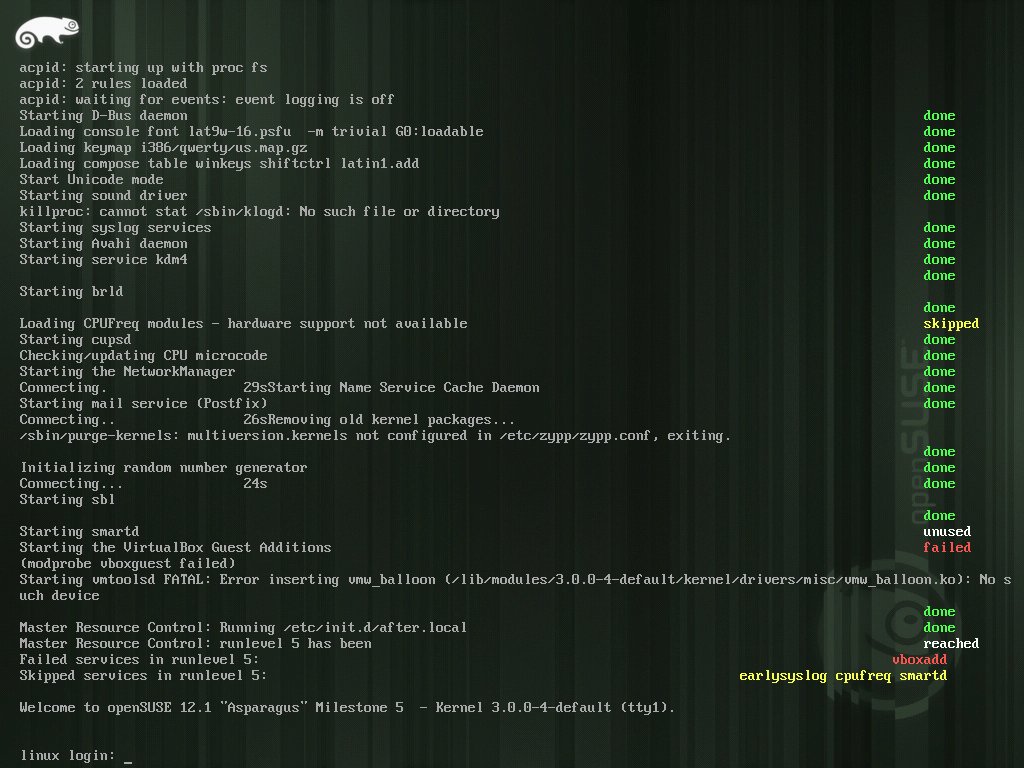 acpid: starting up with proc fs
acpid: 2 rules loaded
acpid: waiting for events: event logging is off
Starting D-Bus daemon done
Loading console font lat9w-16.psfu  -m trivial G0:loadable done
Loading keymap i386/qwerty/us.map.gz done
Loading compose table winkeys shiftctrl latin1.add done
Start Unicode mode done
Starting sound driver done
killproc: cannot stat /sbin/klogd: No such file or directory
Starting syslog services done
Starting Avahi daemon done
Starting service kdm4 done
done
Starting brld
done
Loading CPUFreq modules - hardware support not available skipped
Starting cupsd done
Checking/updating CPU microcode done
Starting the NetworkManager done
Connecting. 29sStarting Name Service Cache Daemon done
Starting mail service (Postfix) done
Connecting.. 26sRemoving old kernel packages...
/sbin/purge-kernels: multiversion.kernels not configured in /etc/zypp/zypp.conf, exiting.
done
Initializing random number generator done
Connecting... 24s done
Starting sbl
done
Starting smartd unused
Starting the VirtualBox Guest Additions failed
(modprobe vboxguest failed)
Starting vmtoolsd FATAL: Error inserting vmw_balloon (/lib/modules/3.0.0-4-default/kernel/drivers/misc/vmw_balloon.ko): No s
uch device
done
Master Resource Control: Running /etc/init.d/after.local done
Master Resource Control: runlevel 5 has been reached
Failed services in runlevel 5: vboxadd
Skipped services in runlevel 5: earlysyslog cpufreq smartd
Welcome to openSUSE 12.1 "Asparagus" Milestone 5  - Kernel 3.0.0-4-default (tty1).
linux login: _
openSUSE